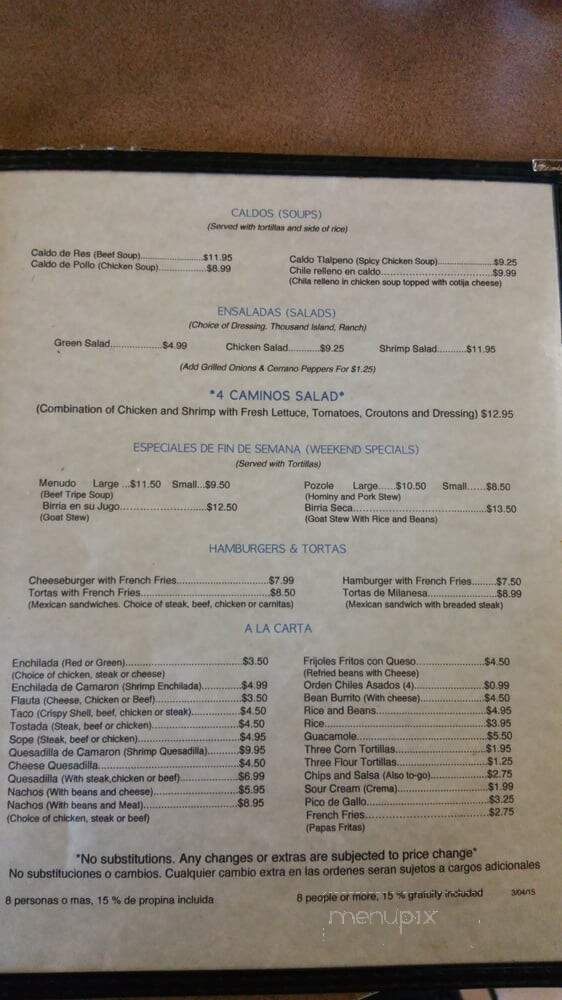 CALDOS (SOUPS)
(Served with tortillas and side of rice)
Caldo de Res (Beef Soup)......................$11.95
Caldo de Pollo (Chicken Soup)..................$8.99
Caldo Tlalpeno (Spicy Chicken Soup)......................$9.25
Chile relleno en caldo...................................$9.99
(Chila relleno in chicken soup topped with cotija cheese)
ENSALADAS (SALADS)
(Choice of Dressing. Thousand Island, Ranch)
Green Salad...................$4.99
Chicken Salad...........$9.25
Shrimp Salad..........$11.95
(Add Grilled Onions & Cerrano Peppers For $1.25)
*4 CAMINOS SALAD*
(Combination of Chicken and Shrimp with Fresh Lettuce, Tomatoes, Croutons and Dressing) $12.95
ESPECIALES DE FIN DE SEMANA (WEEKEND SPECIALS)
(Served with Tortillas)
Menudo Large ...$11.50 Small...$9.50
(Beef Tripe Soup)
Birria en su Jugo...........................$12.50
(Goat Stew)
Pozole Large......$10.50 Small......$8.50
(Hominy and Pork Stew)
Birria Seca...........................................$13.50
(Goat Stew With Rice and Beans)
HAMBURGERS & TORTAS
Cheeseburger with French Fries.............................$7.99
Tortas with French Fries.........................................$8.50
(Mexican sandwiches. Choice of steak, beef, chicken or carnitas)
Hamburger with French Fries........$7.50
Tortas de Milanesa.......................$8.99
(Mexican sandwich with breaded steak)
A LA CARTA
Enchilada (Red or Green)....................................$3.50
(Choice of chicken, steak or cheese)
Enchilada de Camaron (Shrimp Enchilada)............$4.99
Flauta (Cheese, Chicken or Beef)..........................$3.50
Taco (Crispy Shell, beef, chicken or steak)...............$4.50
Tostada (Steak, beef or chicken)..........................$4.50
Sope (Steak, beef or chicken)..............................$4.95
Quesadilla de Camaron (Shrimp Quesadilla).........$9.95
Cheese Quesadilla..........................................$4.50
Quesadilla (With steak,chicken or beef)..................$6.99
Nachos (With beans and cheese)..........................$5.95
Nachos (With beans and Meat)............................$8.95
(Choice of chicken, steak or beef)
Frijoles Fritos con Queso......................$4.50
(Refried beans with Cheese)
Orden Chiles Asados (4)......................$0.99
Bean Burrito (With cheese)....................$4.50
Rice and Beans..................................$4.95
Rice................................................$3.95
Guacamole.......................................$5.50
Three Corn Tortillas............................$1.95
Three Flour Tortillas............................$1.25
Chips and Salsa (Also to-go).................$2.75
Sour Cream (Crema)............................$1.99
Pico de Gallo.....................................$3.25
French Fries......................................$2.75
(Papas Fritas)
*No substitutions. Any changes or extras are subjected to price change*
No substituciones o cambios. Cualquier cambio extra en las ordenes seran sujetos a cargos adicionales
8 personas o mas, 15 % de propina incluida
8 people or more, 15 % gratuity included 3/04/15
menupix